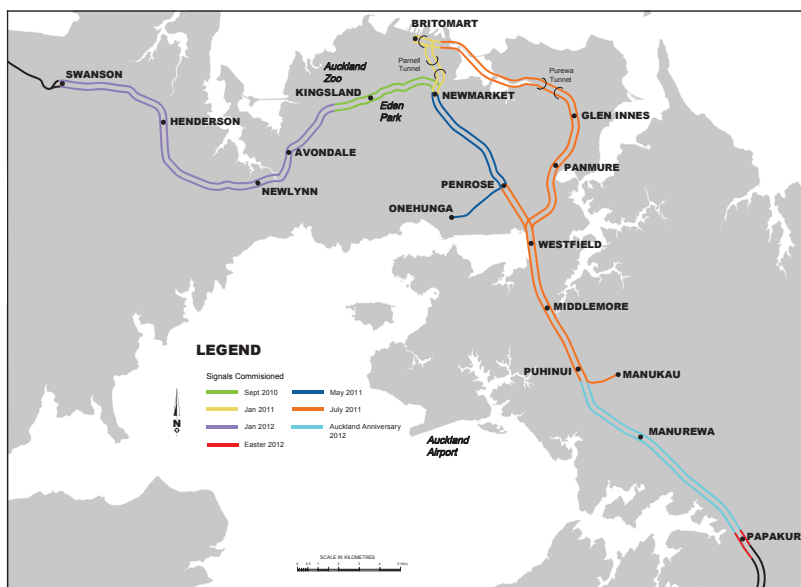 BRITOMART
Parnell
Tunnel
Purewa
Tunnel
SWANSON
Auckland
Zoo
KINGSLAND
NEWMARKET
Eden
Park
GLEN INNES
HENDERSON
AVONDALE
PANMURE
NEWLYNN
PENROSE
ONEHUNGA
WESTFIELD
MIDDLEMORE
LEGEND
Signals Commisioned
Sept 2010
May 2011
Jan 2011
July 2011
Jan 2012
Auckland Anniversary
2012
Easter 2012
N
PUHINUI
MANUKAU
MANUREWA
Auckland
Airport
PAPAKUR
SCALE IN KILOMETRES